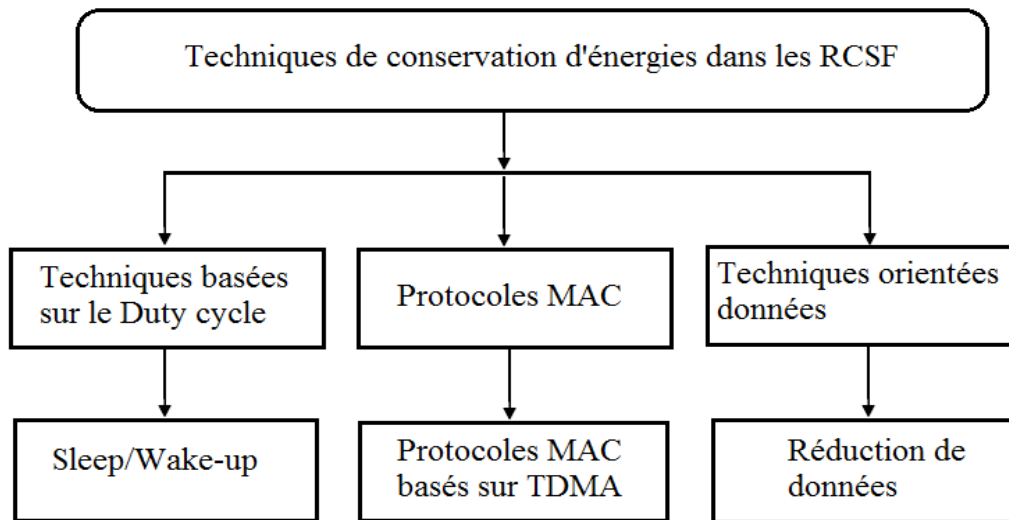 Techniques de conservation d'énergies dans les RCSF
Techniques basées
sur le Duty cycle
Protocoles MAC
Techniques orientées
données
Sleep/Wake-up
Protocoles MAC
basés sur TDMA
Réduction de
données